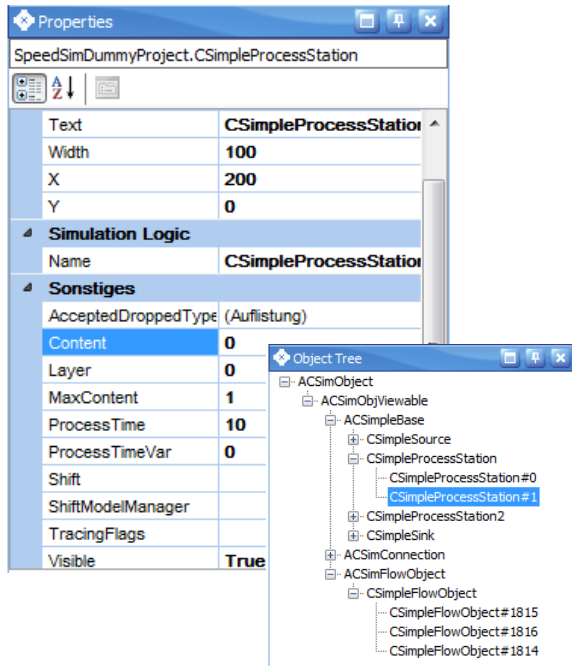 Properties
SpeedSimDummyProject.CSimpleProcessStation
Text CSimpleProcessStation
Width 100
X 200
Y 0
Simulation Logic
Name CSimpleProcessStation
Sonstiges
AcceptedDroppedType (Auflistung)
Content 0
Layer 0
MaxContent 1
ProcessTime 10
ProcessTimeVar 0
Shift
ShiftModelManager
TracingFlags
Visible True
Object Tree
ACSimObject
ACSimObjViewable
ACSimpleBase
CSimpleSource
CSimpleProcessStation
CSimpleProcessStation#0
CSimpleProcessStation#1
CSimpleProcessStation2
CSimpleSink
ACSimConnection
ACSimFlowObject
CSimpleFlowObject
CSimpleFlowObject#1815
CSimpleFlowObject#1816
CSimpleFlowObject#1814